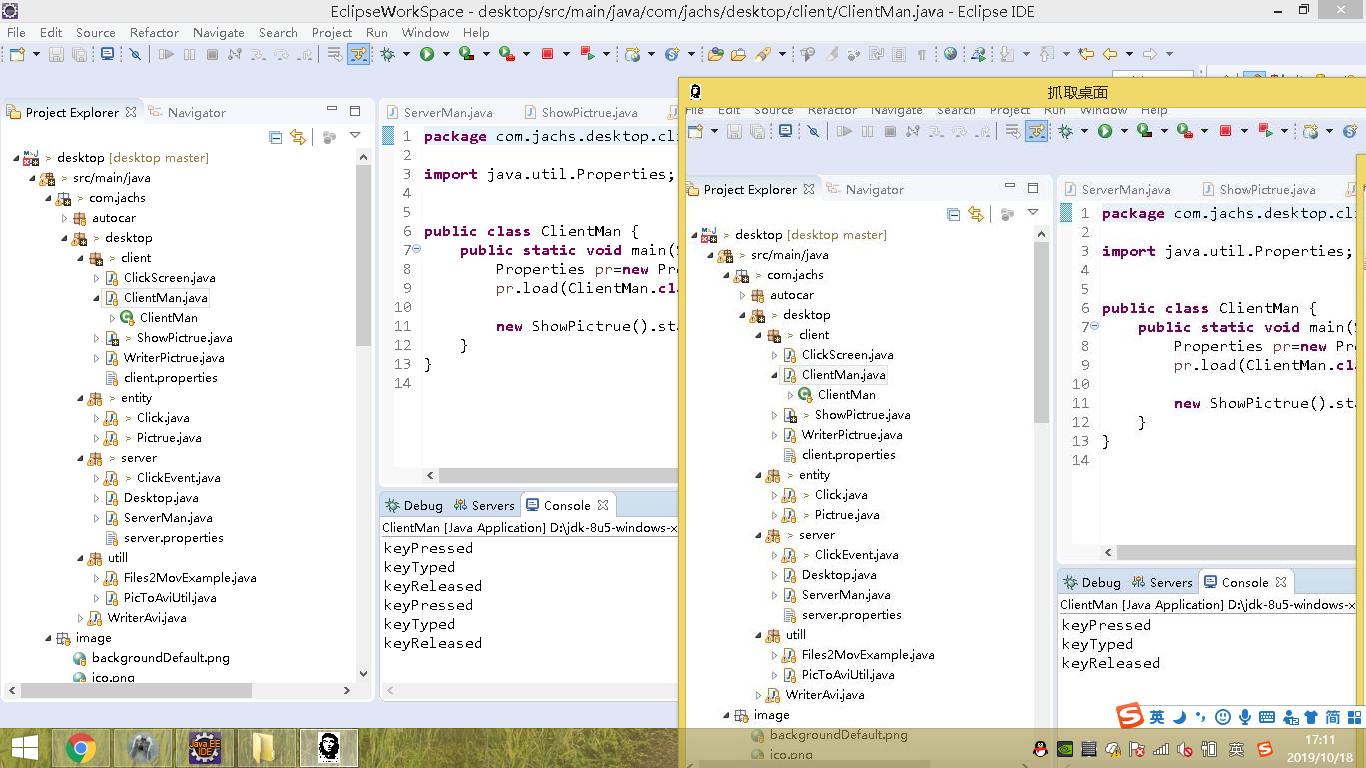 EclipseWorkSpace - desktop/src/main/java/com/jachs/desktop/client/ClientMan.java - Eclipse IDE
File Edit Source Refactor Navigate Search Project Run Window Help
Project Explorer Navigator
desktop [desktop master]
src/main/java
com.jachs
autocar
desktop
client
ClickScreen.java
ClientMan.java
ClientMan
ShowPictrue.java
WriterPictrue.java
client.properties
entity
Click.java
Pictrue.java
server
ClickEvent.java
Desktop.java
ServerMan.java
server.properties
utill
Files2MovExample.java
PicToAviUtil.java
WriterAvi.java
image
backgroundDefault.png
ico.png
ServerMan.java ShowPictrue.java
1 package com.jachs.desktop.cli
2
3 import java.util.Properties;
4
5
6 public class ClientMan {
7 public static void main(S
8 Properties pr=new Pro
9 pr.load(ClientMan.cla
10
11 new ShowPictrue().sta
12 }
13 }
14
Debug Servers Console
ClientMan [Java Application] D:\jdk-8u5-windows-x
keyPressed
keyTyped
keyReleased
keyPressed
keyTyped
keyReleased
抓取桌面
File Edit Source Refactor Navigate Search Project Run Window Help
Project Explorer Navigator
desktop [desktop master]
src/main/java
com.jachs
autocar
desktop
client
ClickScreen.java
ClientMan.java
ClientMan
ShowPictrue.java
WriterPictrue.java
client.properties
entity
Click.java
Pictrue.java
server
ClickEvent.java
Desktop.java
ServerMan.java
server.properties
utill
Files2MovExample.java
PicToAviUtil.java
WriterAvi.java
image
backgroundDefault.png
ico.png
ServerMan.java ShowPictrue.java
1 package com.jachs.desktop.cli
2
3 import java.util.Properties;
4
5
6 public class ClientMan {
7 public static void main(S
8 Properties pr=new Pro
9 pr.load(ClientMan.cla
10
11 new ShowPictrue().sta
12 }
13 }
14
Debug Servers Console
ClientMan [Java Application] D:\jdk-8u5-windows-x
keyPressed
keyTyped
keyReleased
英 简
Java EE IDE
英
17:11
2019/10/18